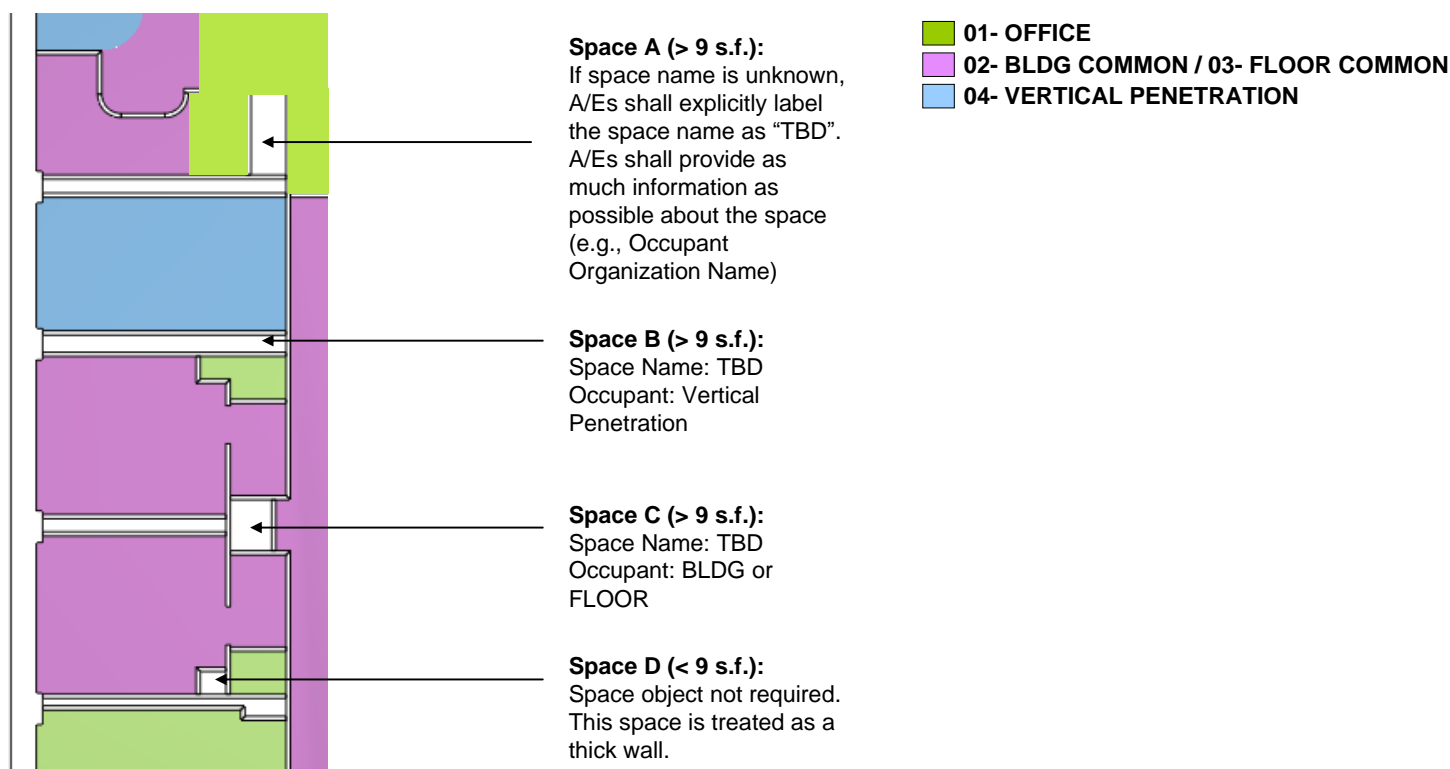 Space A (> 9 s.f.):
If space name is unknown,
A/Es shall explicitly label
the space name as “TBD”.
A/Es shall provide as
much information as
possible about the space
(e.g., Occupant
Organization Name)
Space B (> 9 s.f.):
Space Name: TBD
Occupant: Vertical
Penetration
Space C (> 9 s.f.):
Space Name: TBD
Occupant: BLDG or
FLOOR
Space D (< 9 s.f.):
Space object not required.
This space is treated as a
thick wall.
01- OFFICE
02- BLDG COMMON / 03- FLOOR COMMON
04- VERTICAL PENETRATION